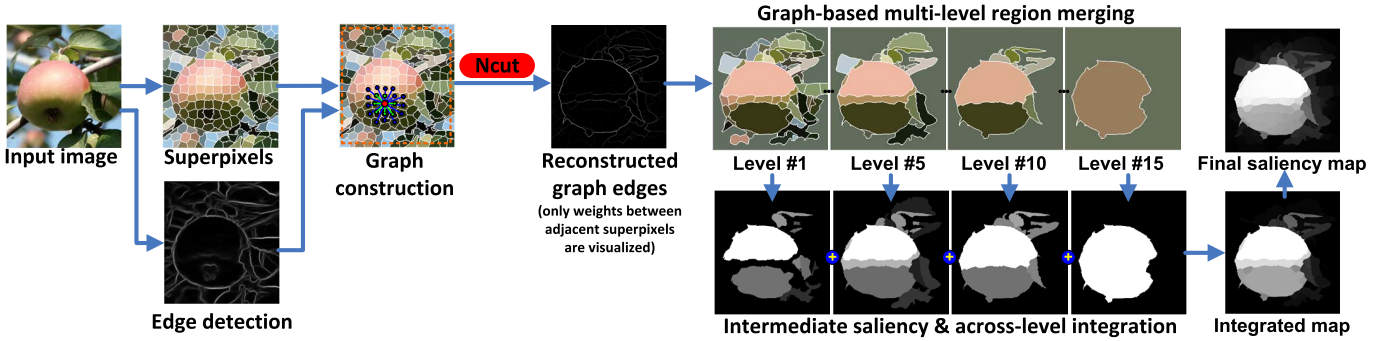 Graph-based multi-level region merging
Ncut
Input image
Superpixels
Graph
construction
Reconstructed
graph edges
(only weights between
adjacent superpixels
are visualized)
Edge detection
Level #1
Level #5
Level #10
Level #15
Final saliency map
Intermediate saliency & across-level integration
Integrated map